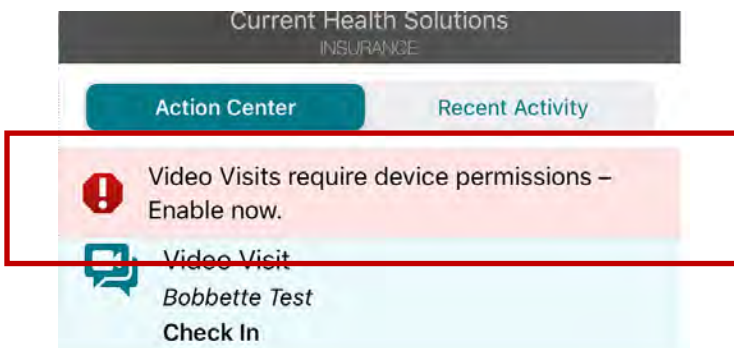 Current Health Solutions
INSURANCE
Action Center
Recent Activity
Video Visits require device permissions –
Enable now.
Video Visit
Bobbette Test
Check In